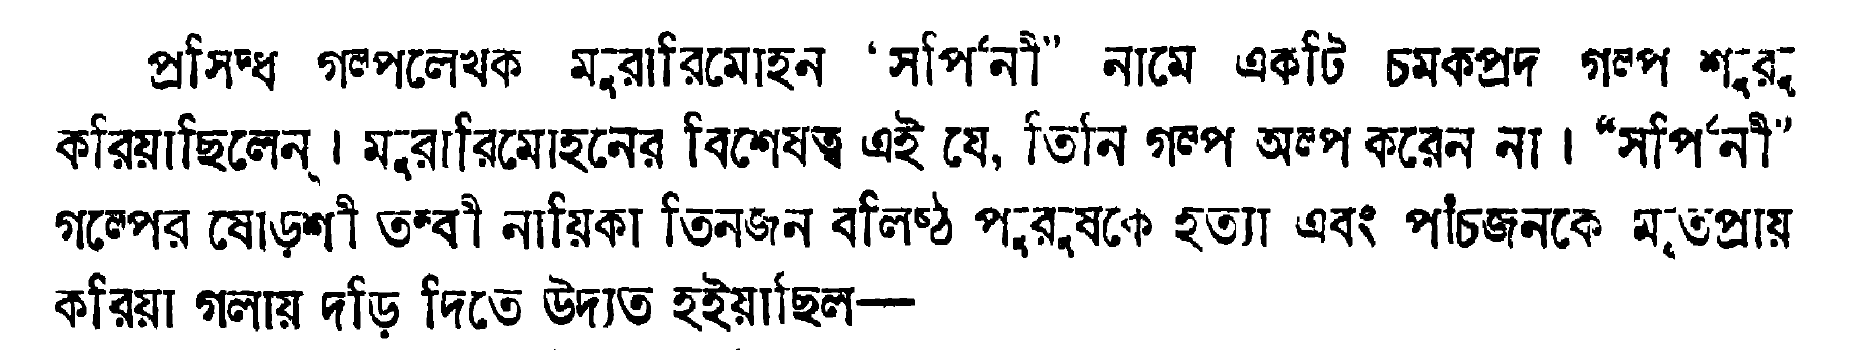 প্রসিদ্ধ গল্পলেখক মুরারিমোহন ‘সর্পিনী” নামে একটি চমকপ্রদ গল্প শুরু
করিয়াছিলেন্। মুরারিমোহনের বিশেষত্ব এই যে, তিনি গল্প অল্প করেন না। “সর্পিনী”
গল্পের ষোড়শী তন্বী নায়িকা তিনজন বলিষ্ঠ পুরুষকে হত্যা এবং পাঁচজনকে মৃতপ্রায়
করিয়া গলায় দড়ি দিতে উদ্যত হইয়াছিল—